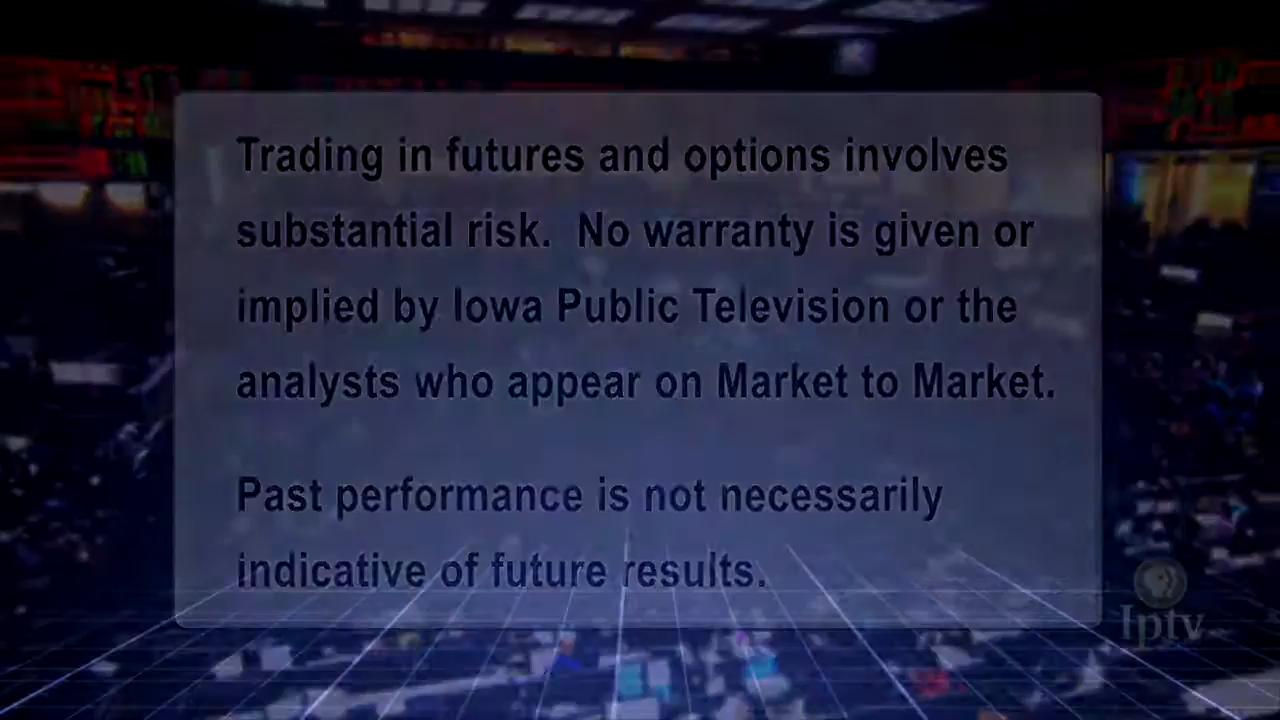 Trading in futures and options involves
substantial risk.  No warranty is given or
implied by Iowa Public Television or the
analysts who appear on Market to Market.
Past performance is not necessarily
indicative of future results.
Iptv